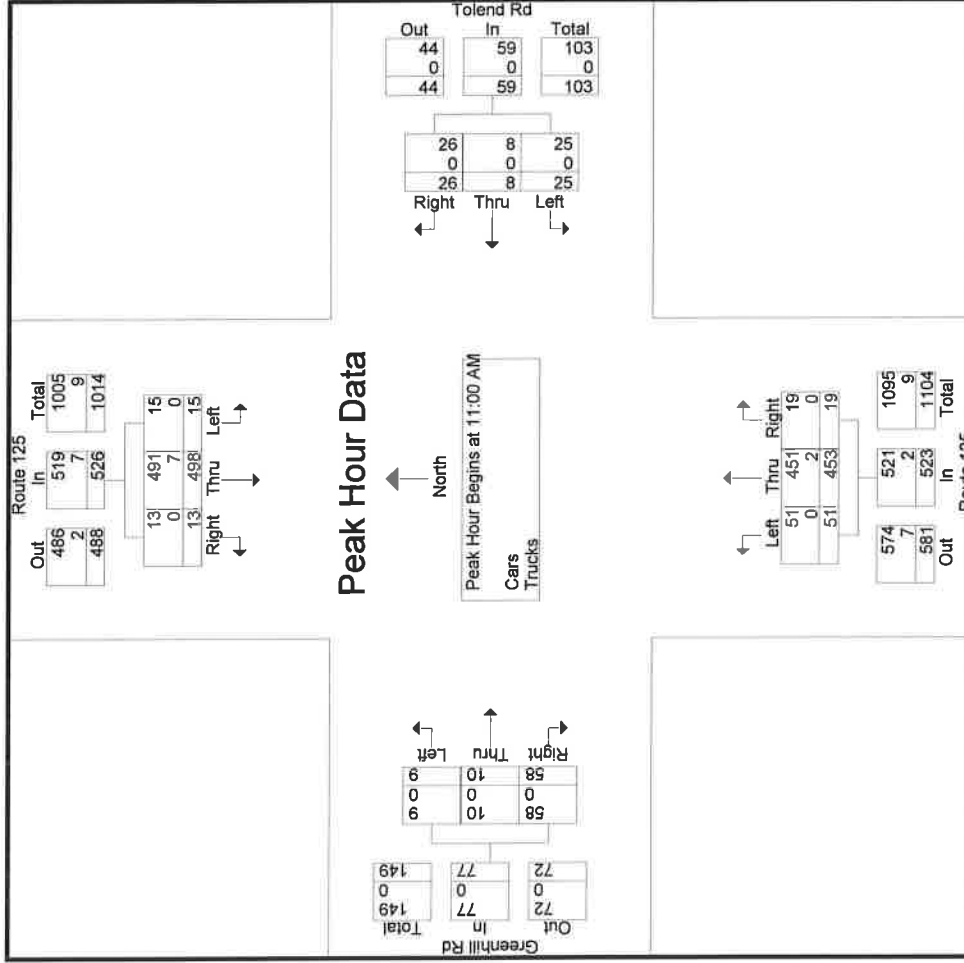 Route 125
Out In Total
486 519 1005
2 7 9
488 526 1014
13 491 15
0 7 0
13 498 15
Right Thru Left
Tolend Rd
Out In Total
44 59 103
0 0 0
44 59 103
26 8 25
0 0 0
26 8 25
Right Thru Left
Peak Hour Data
North
Peak Hour Begins at 11:00 AM
Cars
Trucks
Greenhill Rd
Out In Total
72 77 149
0 0 0
72 77 149
58 10 9
0 0 0
58 10 9
Right Thru Left
Left Thru Right
51 451 19
0 2 0
51 453 19
574 521 1095
7 2 9
581 523 1104
Out In Total
Route 125